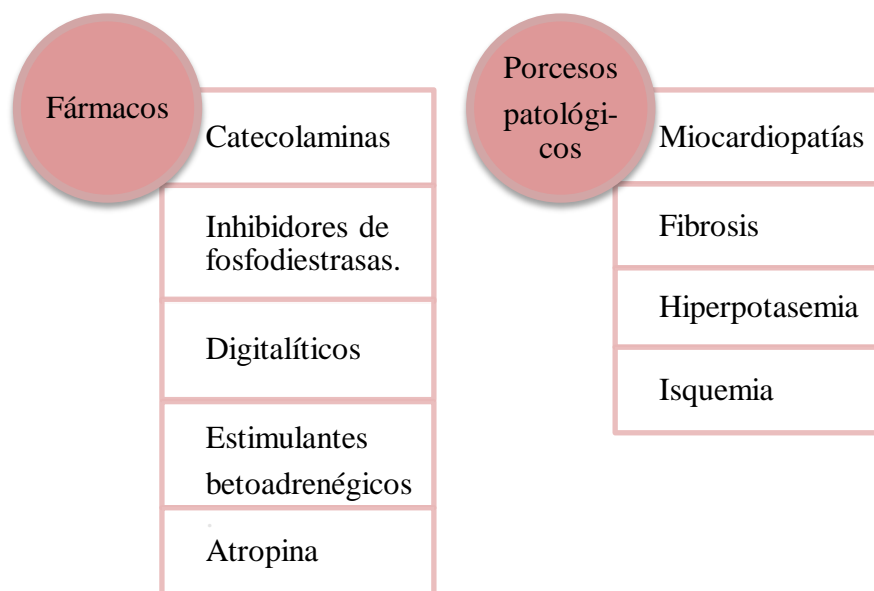 Fármacos
Catecolaminas
Inhibidores de
fosfodiestrasas.
Digitalíticos
Estimulantes
betoadrenégicos
Atropina
Porcesos
patológi-
cos
Miocardiopatías
Fibrosis
Hiperpotasemia
Isquemia